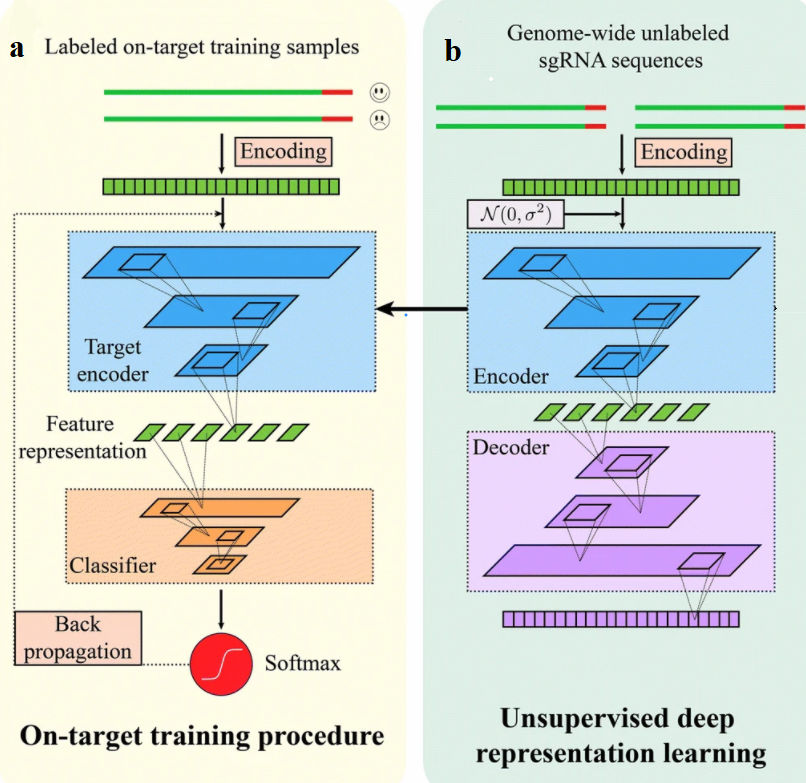 a
Labeled on-target training samples
Encoding
Target
encoder
Feature
representation
Classifier
Back
propagation
Softmax
On-target training procedure
b
Genome-wide unlabeled
sgRNA sequences
Encoding
𝒩(0, σ²)
Encoder
Decoder
Unsupervised deep
representation learning